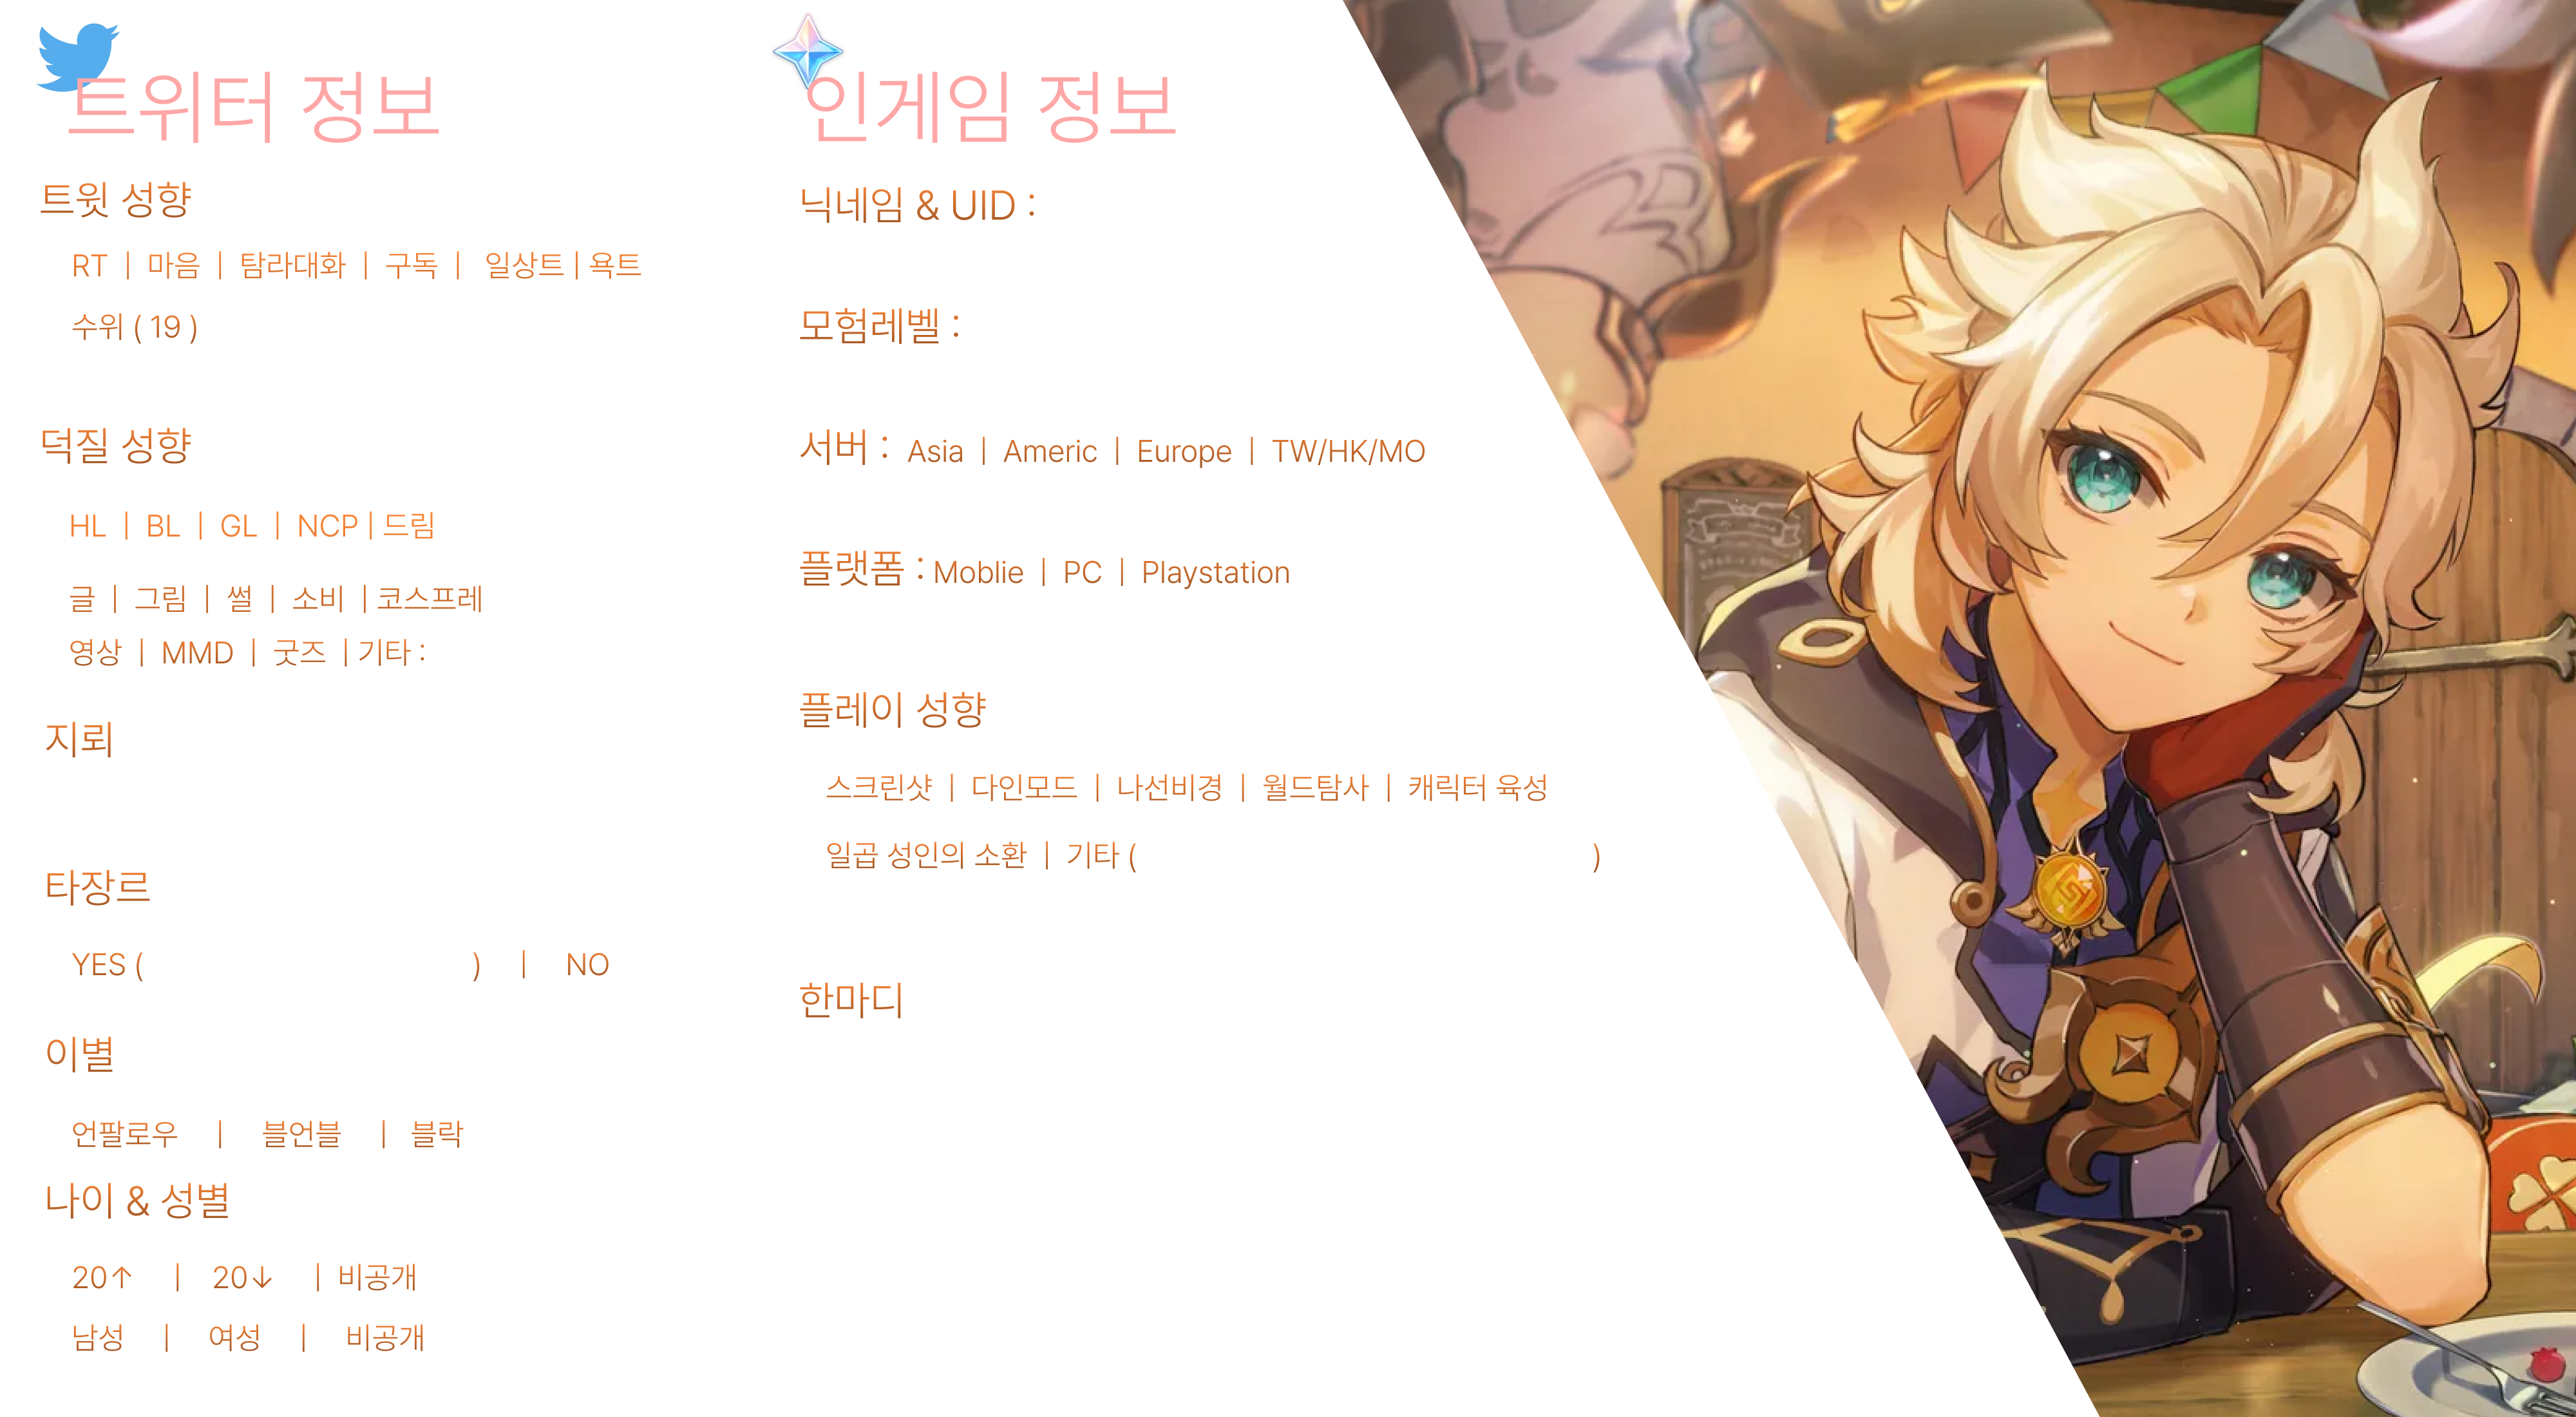 트위터 정보
트윗 성향
RT | 마음 | 탐라대화 | 구독 | 일상트 | 욕트
수위 ( 19 )
덕질 성향
HL | BL | GL | NCP | 드림
글 | 그림 | 썰 | 소비 | 코스프레
영상 | MMD | 굿즈 | 기타 :
지뢰
타장르
YES ( ) | NO
이별
언팔로우 | 블언블 | 블락
나이 & 성별
20↑ | 20↓ | 비공개
남성 | 여성 | 비공개
인게임 정보
닉네임 & UID :
모험레벨 :
서버 : Asia | Americ | Europe | TW/HK/MO
플랫폼 : Moblie | PC | Playstation
플레이 성향
스크린샷 | 다인모드 | 나선비경 | 월드탐사 | 캐릭터 육성
일곱 성인의 소환 | 기타 ( )
한마디